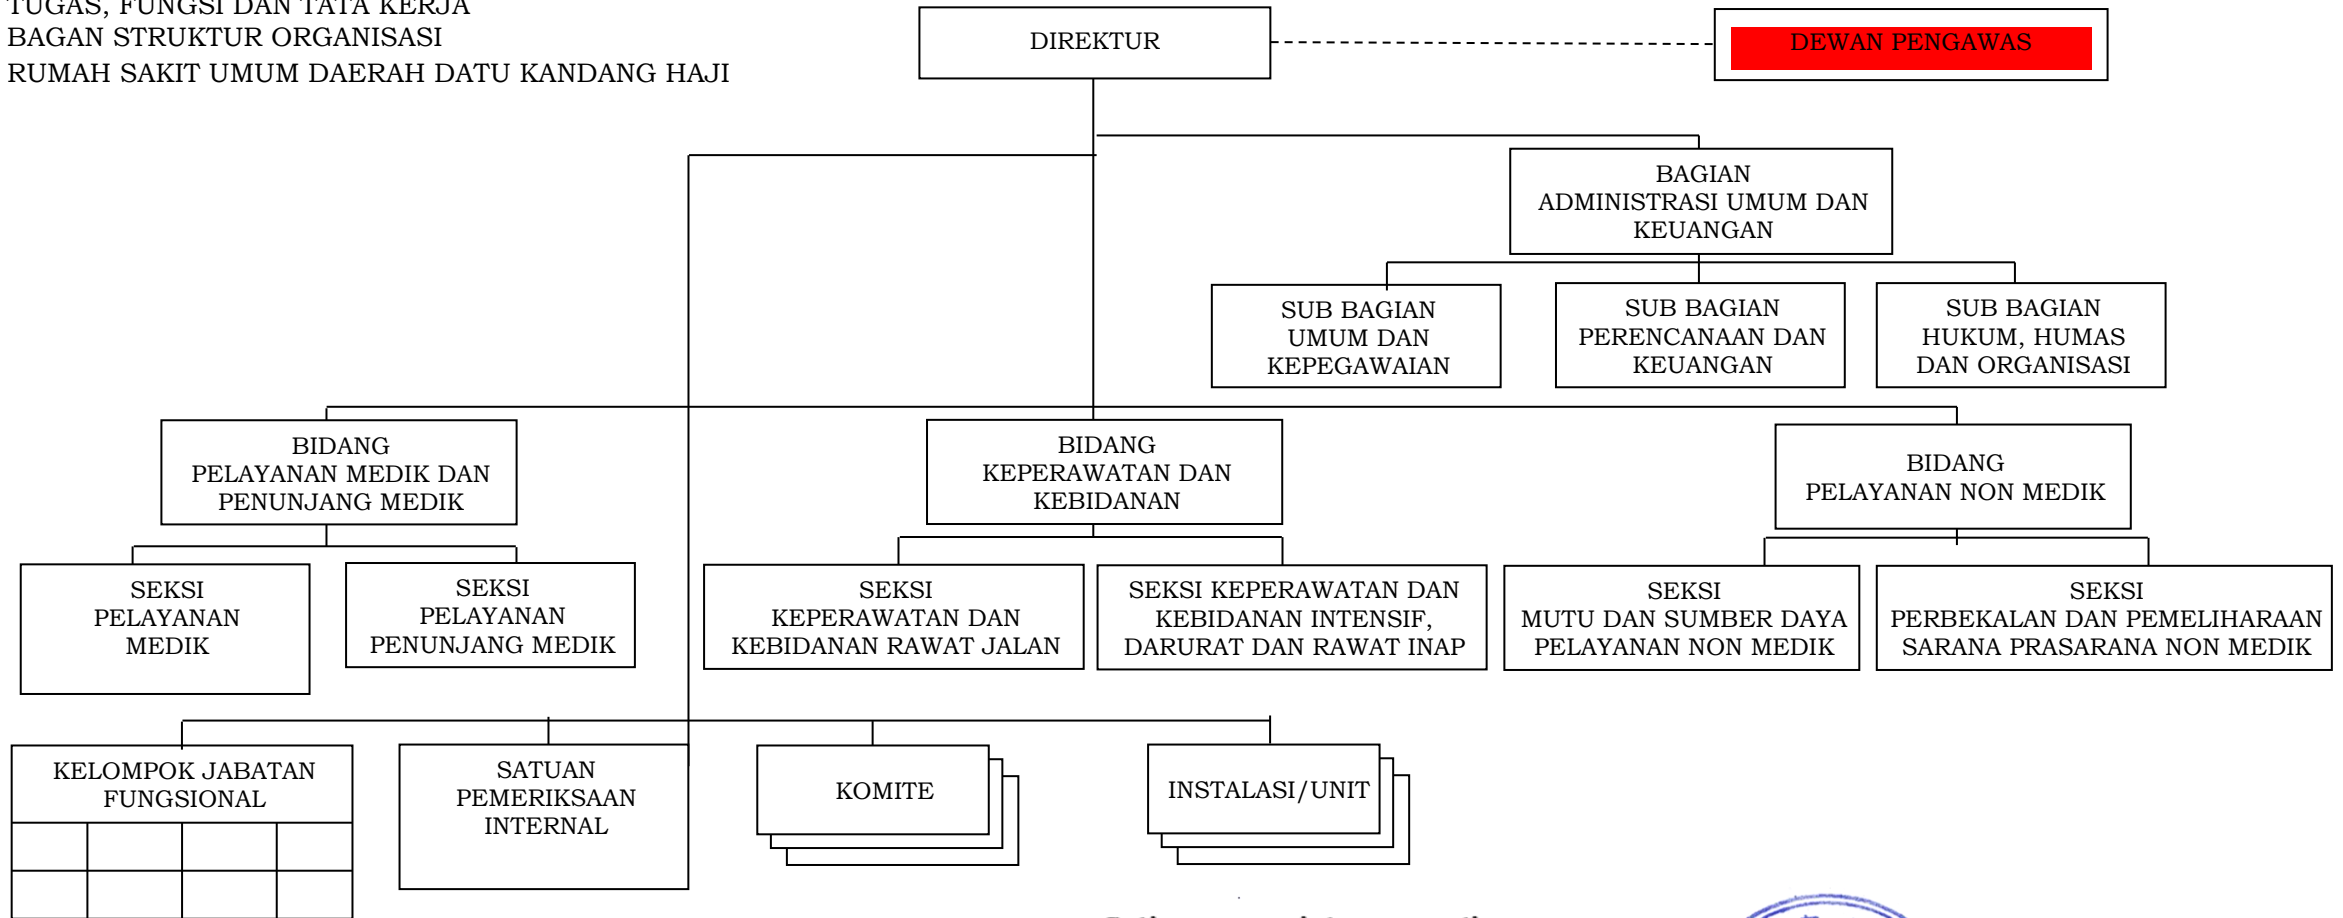 TUGAS, FUNGSI DAN TATA KERJA
BAGAN STRUKTUR ORGANISASI
RUMAH SAKIT UMUM DAERAH DATU KANDANG HAJI
DIREKTUR
DEWAN PENGAWAS
BAGIAN
ADMINISTRASI UMUM DAN
KEUANGAN
SUB BAGIAN
UMUM DAN
KEPEGAWAIAN
SUB BAGIAN
PERENCANAAN DAN
KEUANGAN
SUB BAGIAN
HUKUM, HUMAS
DAN ORGANISASI
BIDANG
PELAYANAN MEDIK DAN
PENUNJANG MEDIK
BIDANG
KEPERAWATAN DAN
KEBIDANAN
BIDANG
PELAYANAN NON MEDIK
SEKSI
PELAYANAN
MEDIK
SEKSI
PELAYANAN
PENUNJANG MEDIK
SEKSI
KEPERAWATAN DAN
KEBIDANAN RAWAT JALAN
SEKSI KEPERAWATAN DAN
KEBIDANAN INTENSIF,
DARURAT DAN RAWAT INAP
SEKSI
MUTU DAN SUMBER DAYA
PELAYANAN NON MEDIK
SEKSI
PERBEKALAN DAN PEMELIHARAAN
SARANA PRASARANA NON MEDIK
KELOMPOK JABATAN
FUNGSIONAL
SATUAN
PEMERIKSAAN
INTERNAL
KOMITE
INSTALASI/UNIT